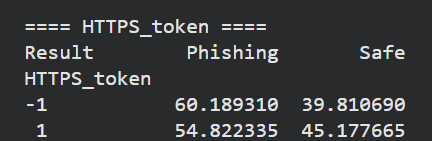 ==== HTTPS_token ====
Result Phishing Safe
HTTPS_token
-1 60.189310 39.810690
1 54.822335 45.177665